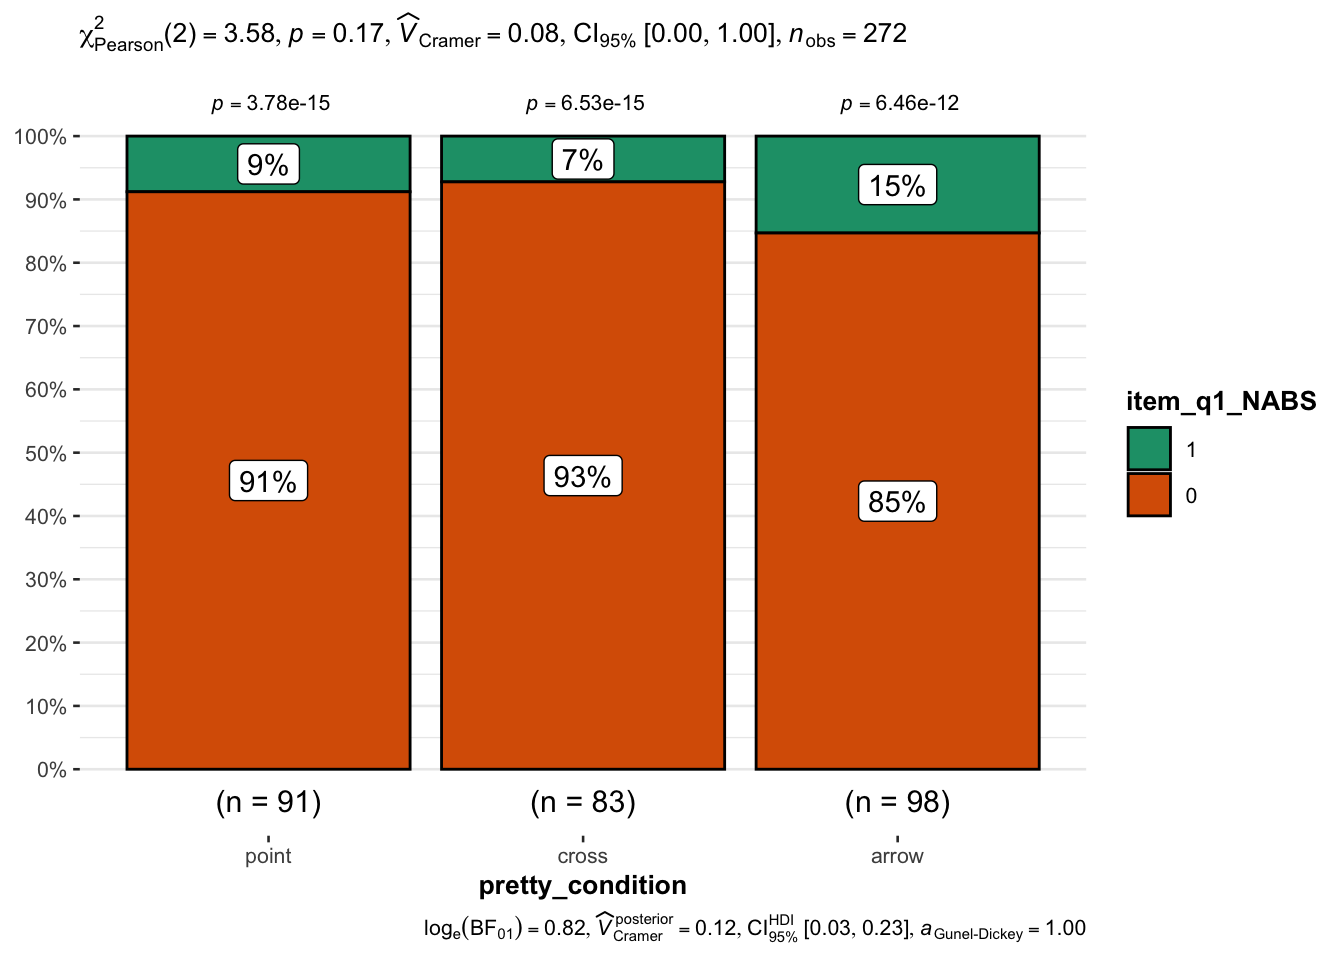 χ²Pearson(2) = 3.58, p = 0.17, V̂Cramer = 0.08, CI95% [0.00, 1.00], nobs = 272
p = 3.78e-15 p = 6.53e-15 p = 6.46e-12
100%
90%
80%
70%
60%
50%
40%
30%
20%
10%
0%
9% 7% 15%
91% 93% 85%
item_q1_NABS
1
0
(n = 91) (n = 83) (n = 98)
point cross arrow
pretty_condition
loge(BF01) = 0.82, V̂posterior Cramer = 0.12, CIHDI 95% [0.03, 0.23], aGunel-Dickey = 1.00